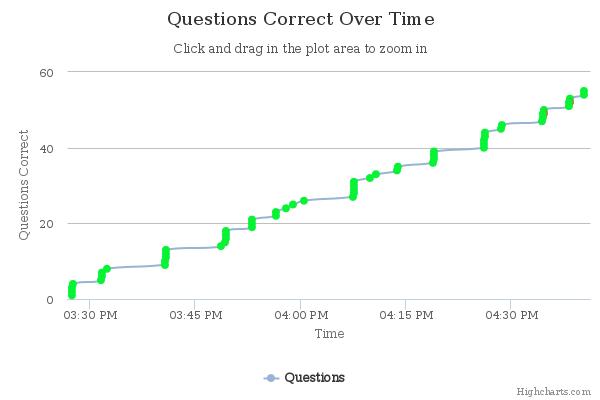 Questions Correct Over Time
Click and drag in the plot area to zoom in
Questions Correct
60
40
20
0
03:30 PM 03:45 PM 04:00 PM 04:15 PM 04:30 PM
Time
Questions
Highcharts.com